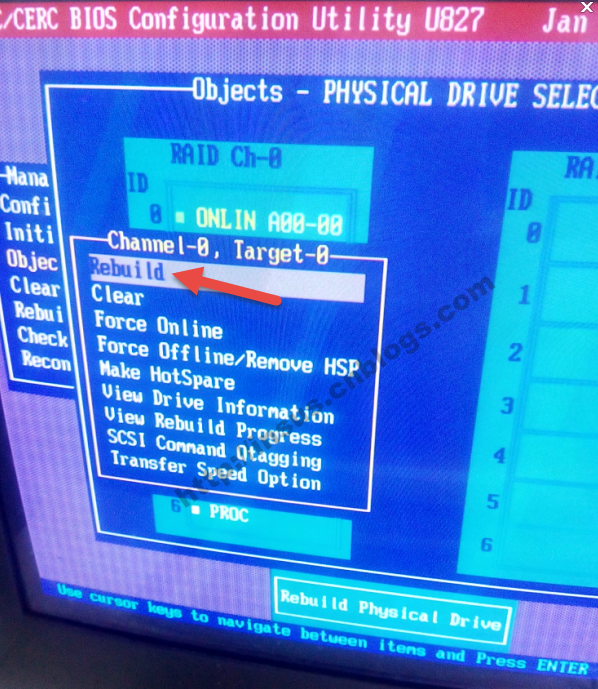 /CERC BIOS Configuration Utility U827 Jan
Objects - PHYSICAL DRIVE SELEC
RAID Ch-0
RA
ID
ID
0 ▪ ONLIN A00-00
0
Mana
Confi
Initi
Objec
Clear
Rebui
Check
Recon
Channel-0, Target-0
Rebuild
Clear
Force Online
Force Offline/Remove HSP
Make HotSpare
View Drive Information
View Rebuild Progress
SCSI Command Qtagging
Transfer Speed Option
1
2
3
4
5
6
6 ▪ PROC
Rebuild Physical Drive
Use cursor keys to navigate between items and Press ENTER